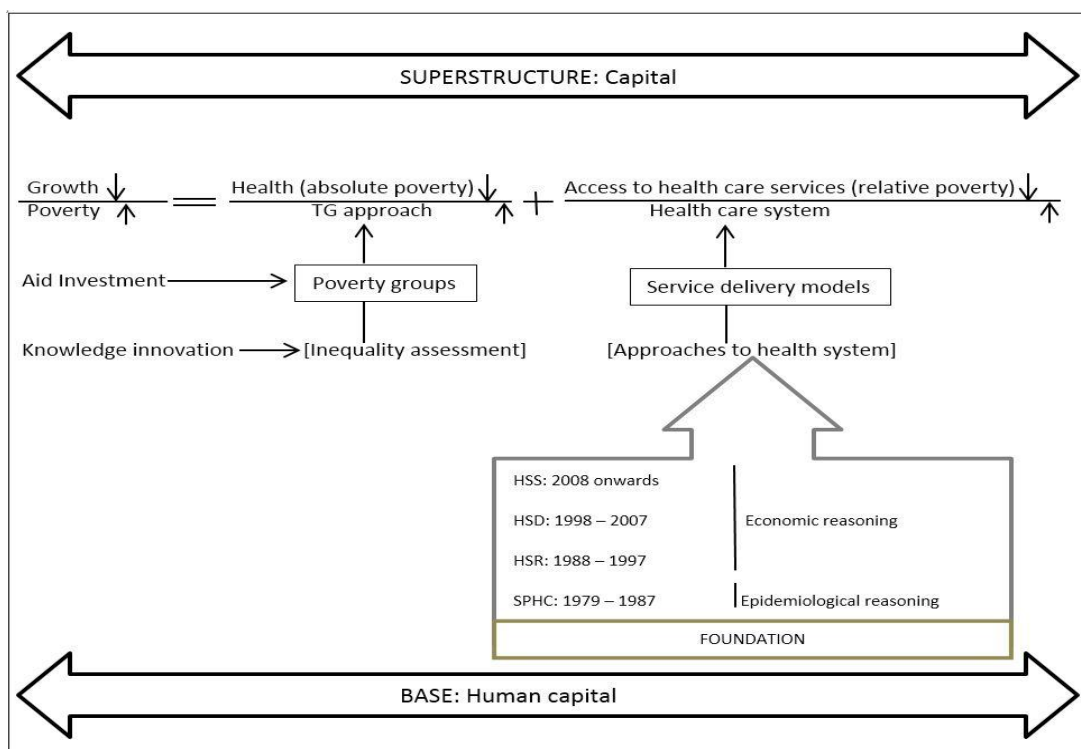 SUPERSTRUCTURE: Capital
Growth Health (absolute poverty) Access to health care services (relative poverty)
Poverty = TG approach + Health care system
Aid Investment Poverty groups Service delivery models
Knowledge innovation [Inequality assessment] [Approaches to health system]
HSS: 2008 onwards
HSD: 1998 – 2007 Economic reasoning
HSR: 1988 – 1997
SPHC: 1979 – 1987 Epidemiological reasoning
FOUNDATION
BASE: Human capital